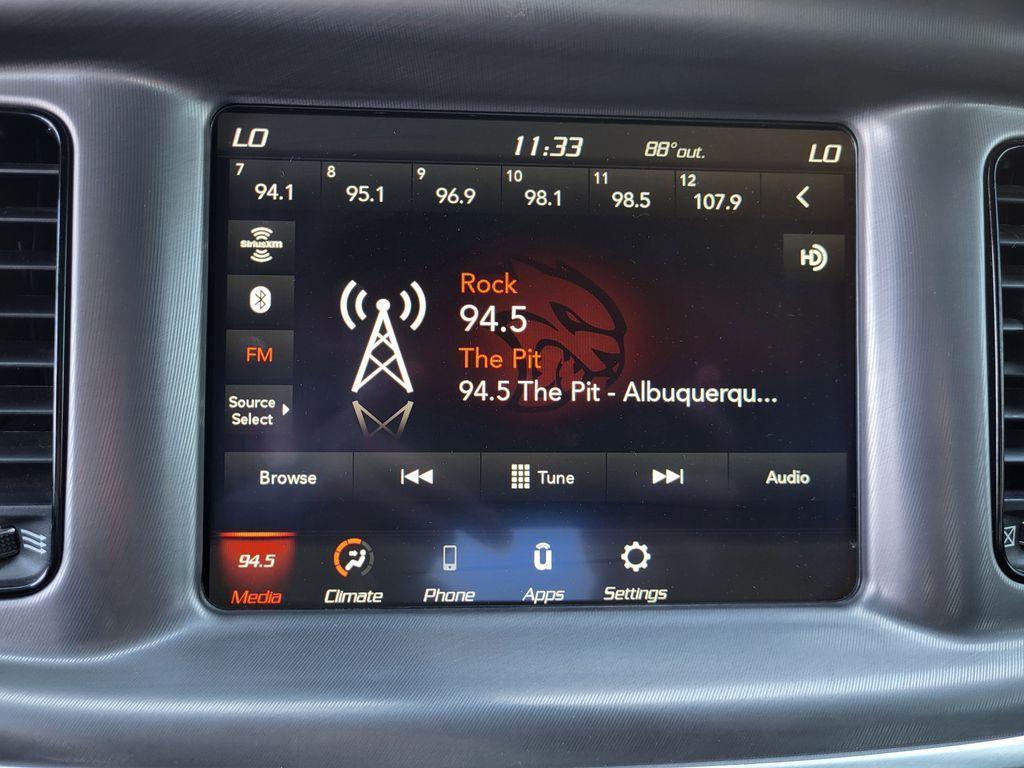 LO 11:33 88°out. LO
7 94.1 8 95.1 9 96.9 10 98.1 11 98.5 12 107.9
SiriusXM
HD
Rock
94.5
FM
The Pit
94.5 The Pit - Albuquerqu...
Source
Select
Browse Tune Audio
94.5
Media Climate Phone Apps Settings